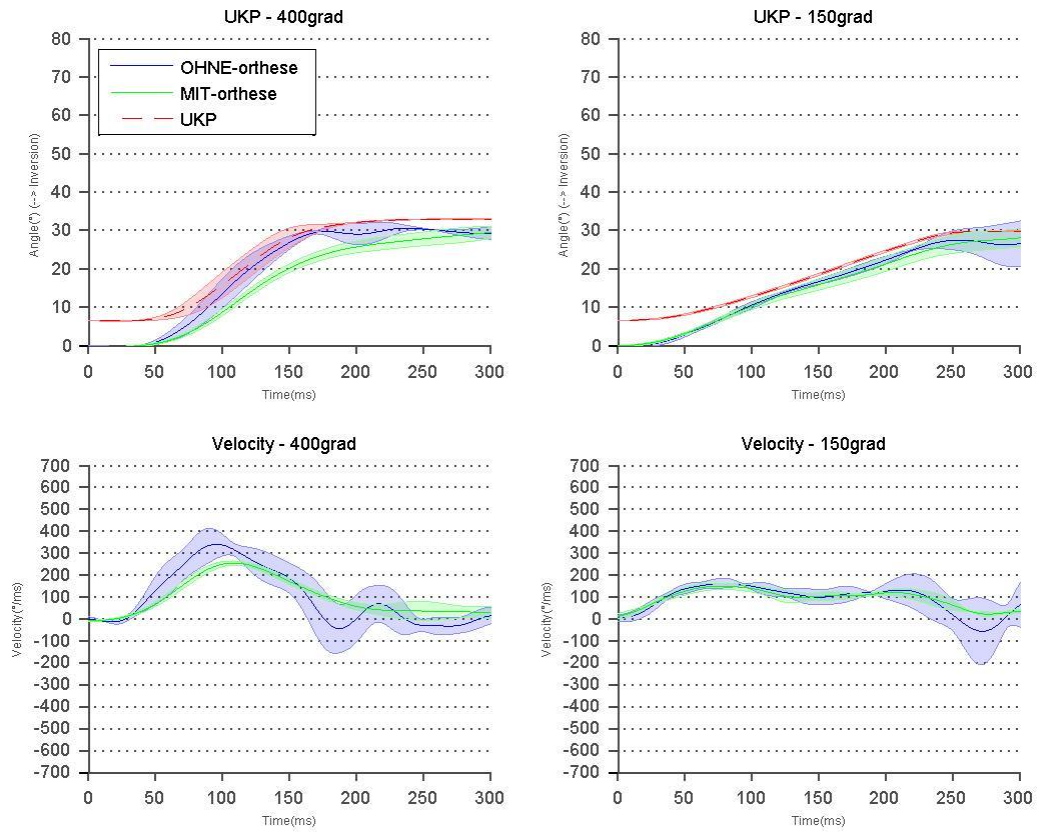 UKP - 400grad
80
70
60
50
40
30
20
10
0
Angle(°) (--> Inversion)
OHNE-orthese
MIT-orthese
UKP
0 50 100 150 200 250 300
Time(ms)
UKP - 150grad
80
70
60
50
40
30
20
10
0
Angle(°) (--> Inversion)
0 50 100 150 200 250 300
Time(ms)
Velocity - 400grad
700
600
500
400
300
200
100
0
-100
-200
-300
-400
-500
-600
-700
Velocity(°/ms)
0 50 100 150 200 250 300
Time(ms)
Velocity - 150grad
700
600
500
400
300
200
100
0
-100
-200
-300
-400
-500
-600
-700
Velocity(°/ms)
0 50 100 150 200 250 300
Time(ms)